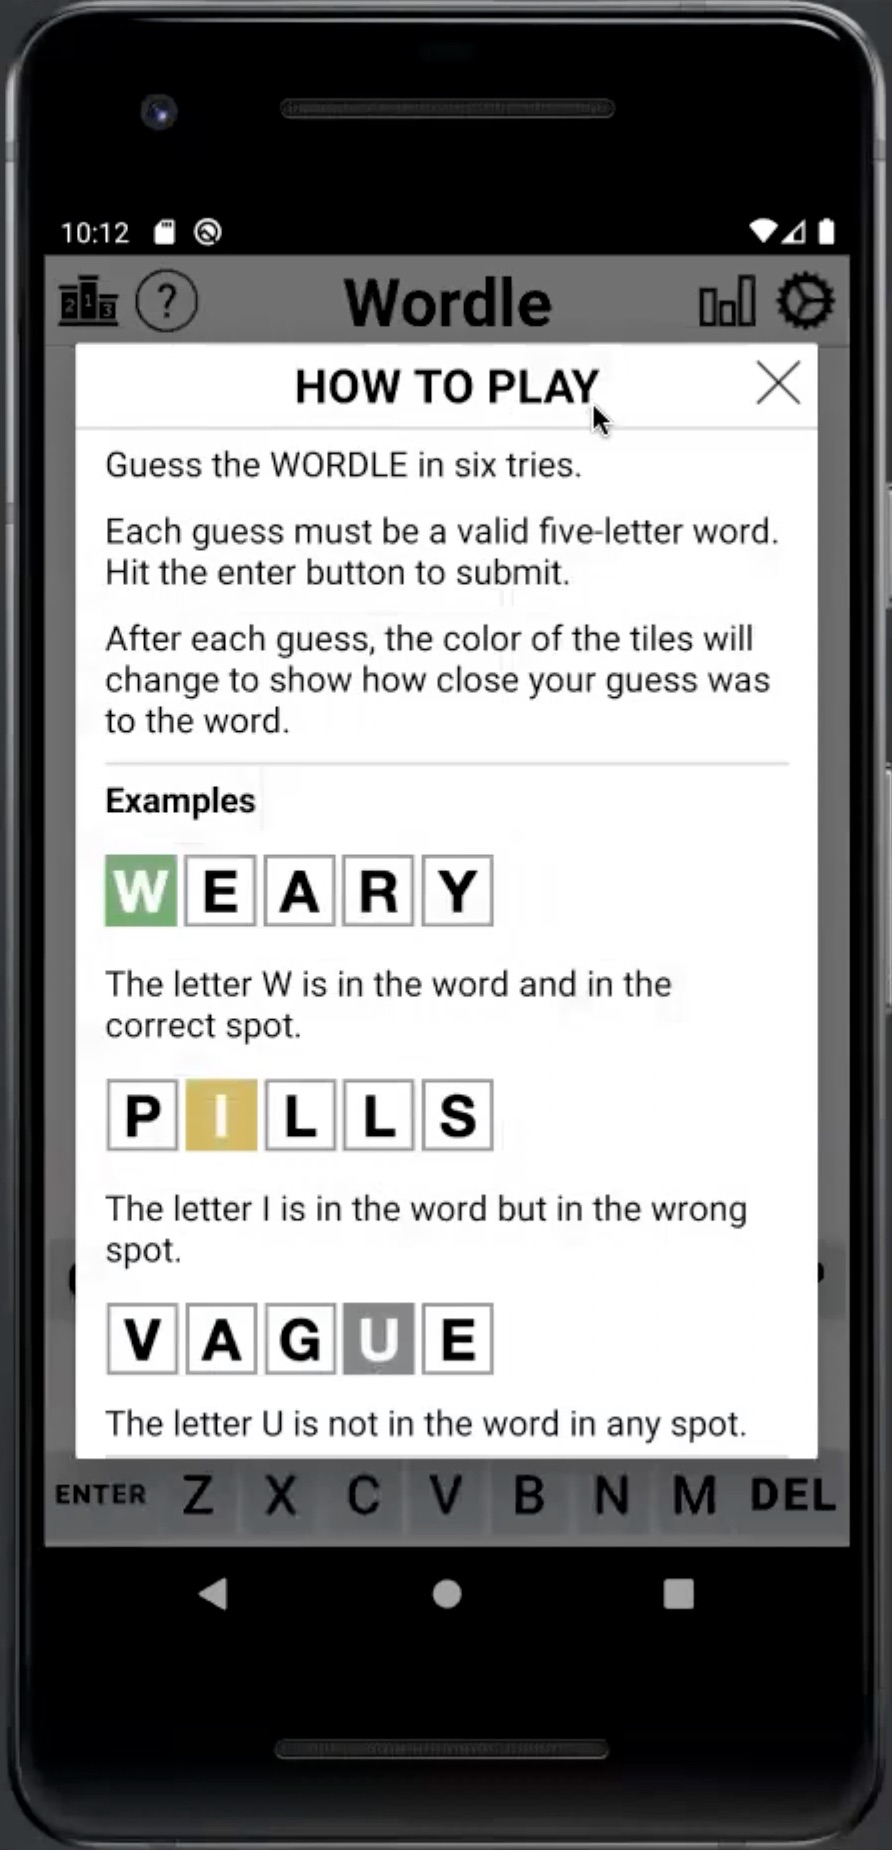 10:12
2 1 3 ? Wordle
HOW TO PLAY
Guess the WORDLE in six tries.
Each guess must be a valid five-letter word.
Hit the enter button to submit.
After each guess, the color of the tiles will
change to show how close your guess was
to the word.
Examples
W E A R Y
The letter W is in the word and in the
correct spot.
P I L L S
The letter I is in the word but in the wrong
spot.
V A G U E
The letter U is not in the word in any spot.
ENTER Z X C V B N M DEL